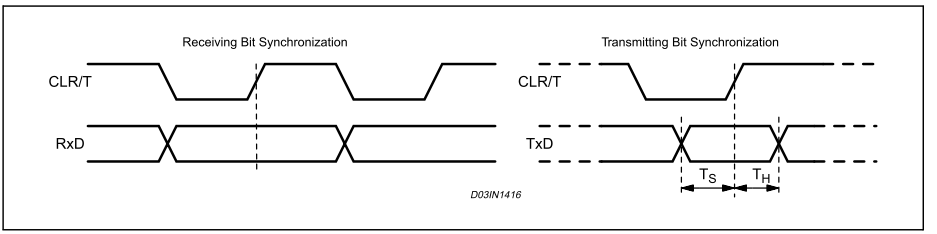 Receiving Bit Synchronization
CLR/T
RxD
Transmitting Bit Synchronization
CLR/T
TxD
TS
TH
D03IN1416